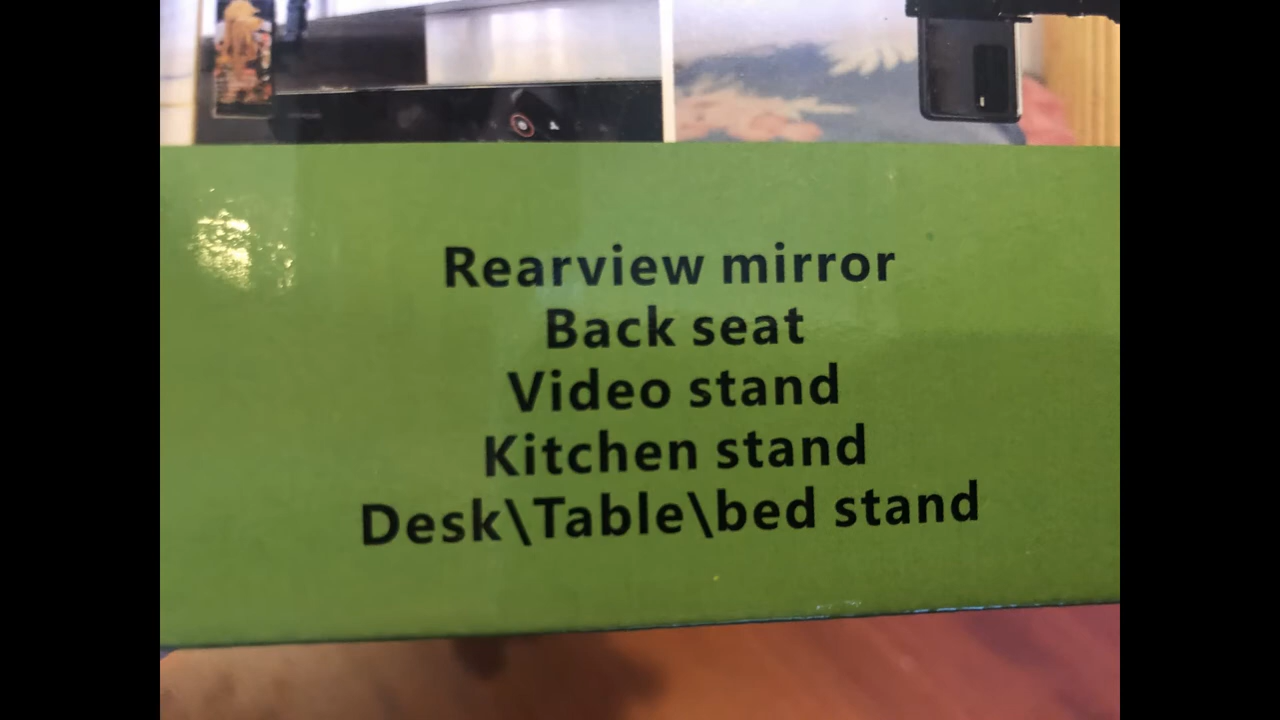 Rearview mirror
Back seat
Video stand
Kitchen stand
Desk\Table\bed stand